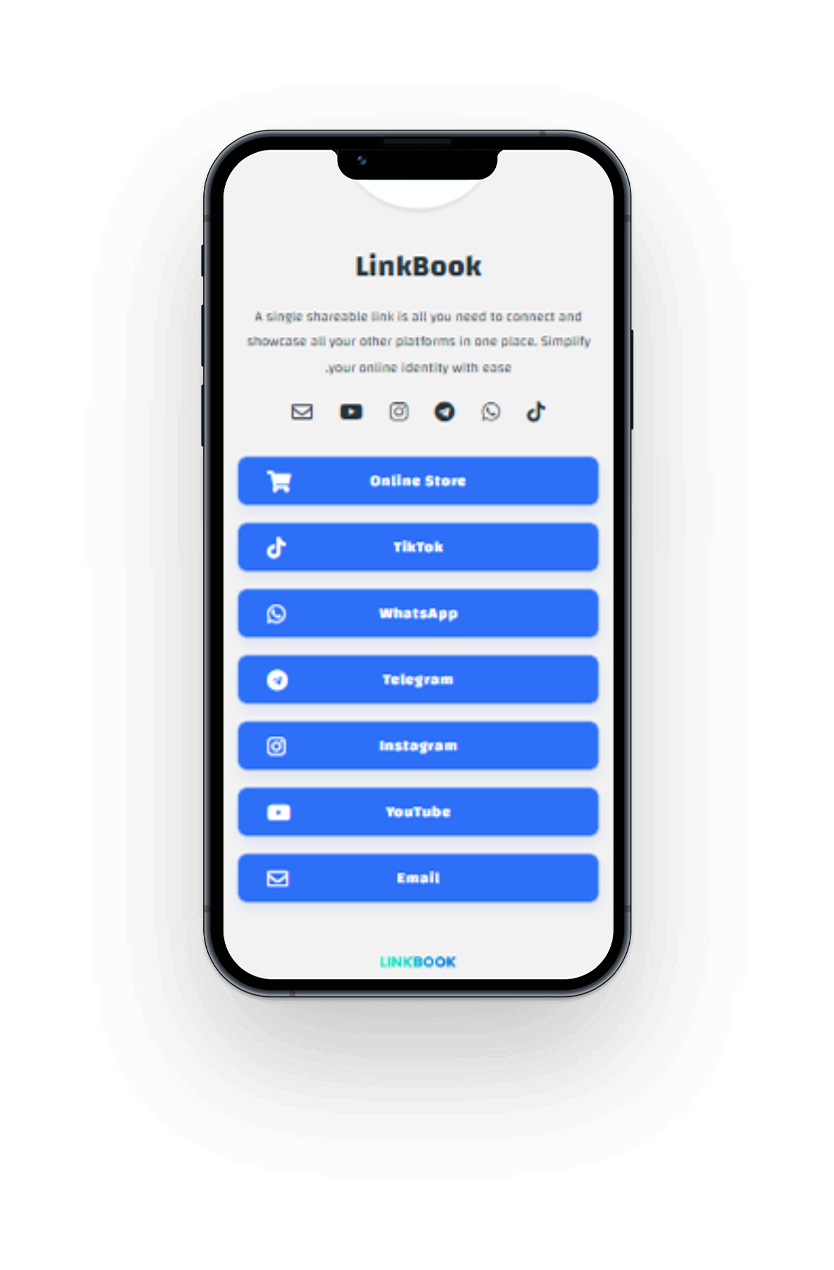 LinkBook
A single shareable link is all you need to connect and
showcase all your other platforms in one place. Simplify
.your online identity with ease
Online Store
TikTok
WhatsApp
Telegram
Instagram
YouTube
Email
LINKBOOK